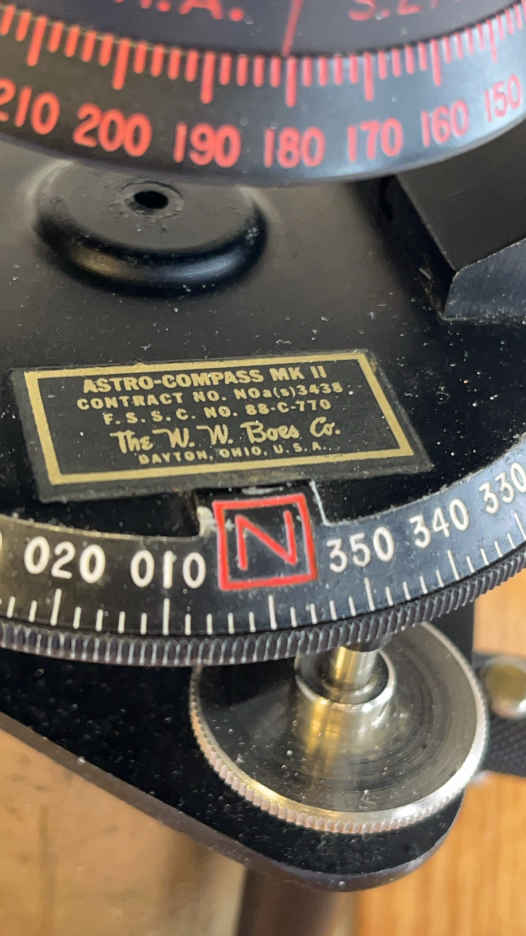 210 200 190 180 170 160 150
ASTRO-COMPASS MK II
CONTRACT NO. NOa(s)3438
F. S. S. C. NO. 88-C-770
The W. W. Boes Co.
DAYTON, OHIO, U. S. A.
020 010 N 350 340 330